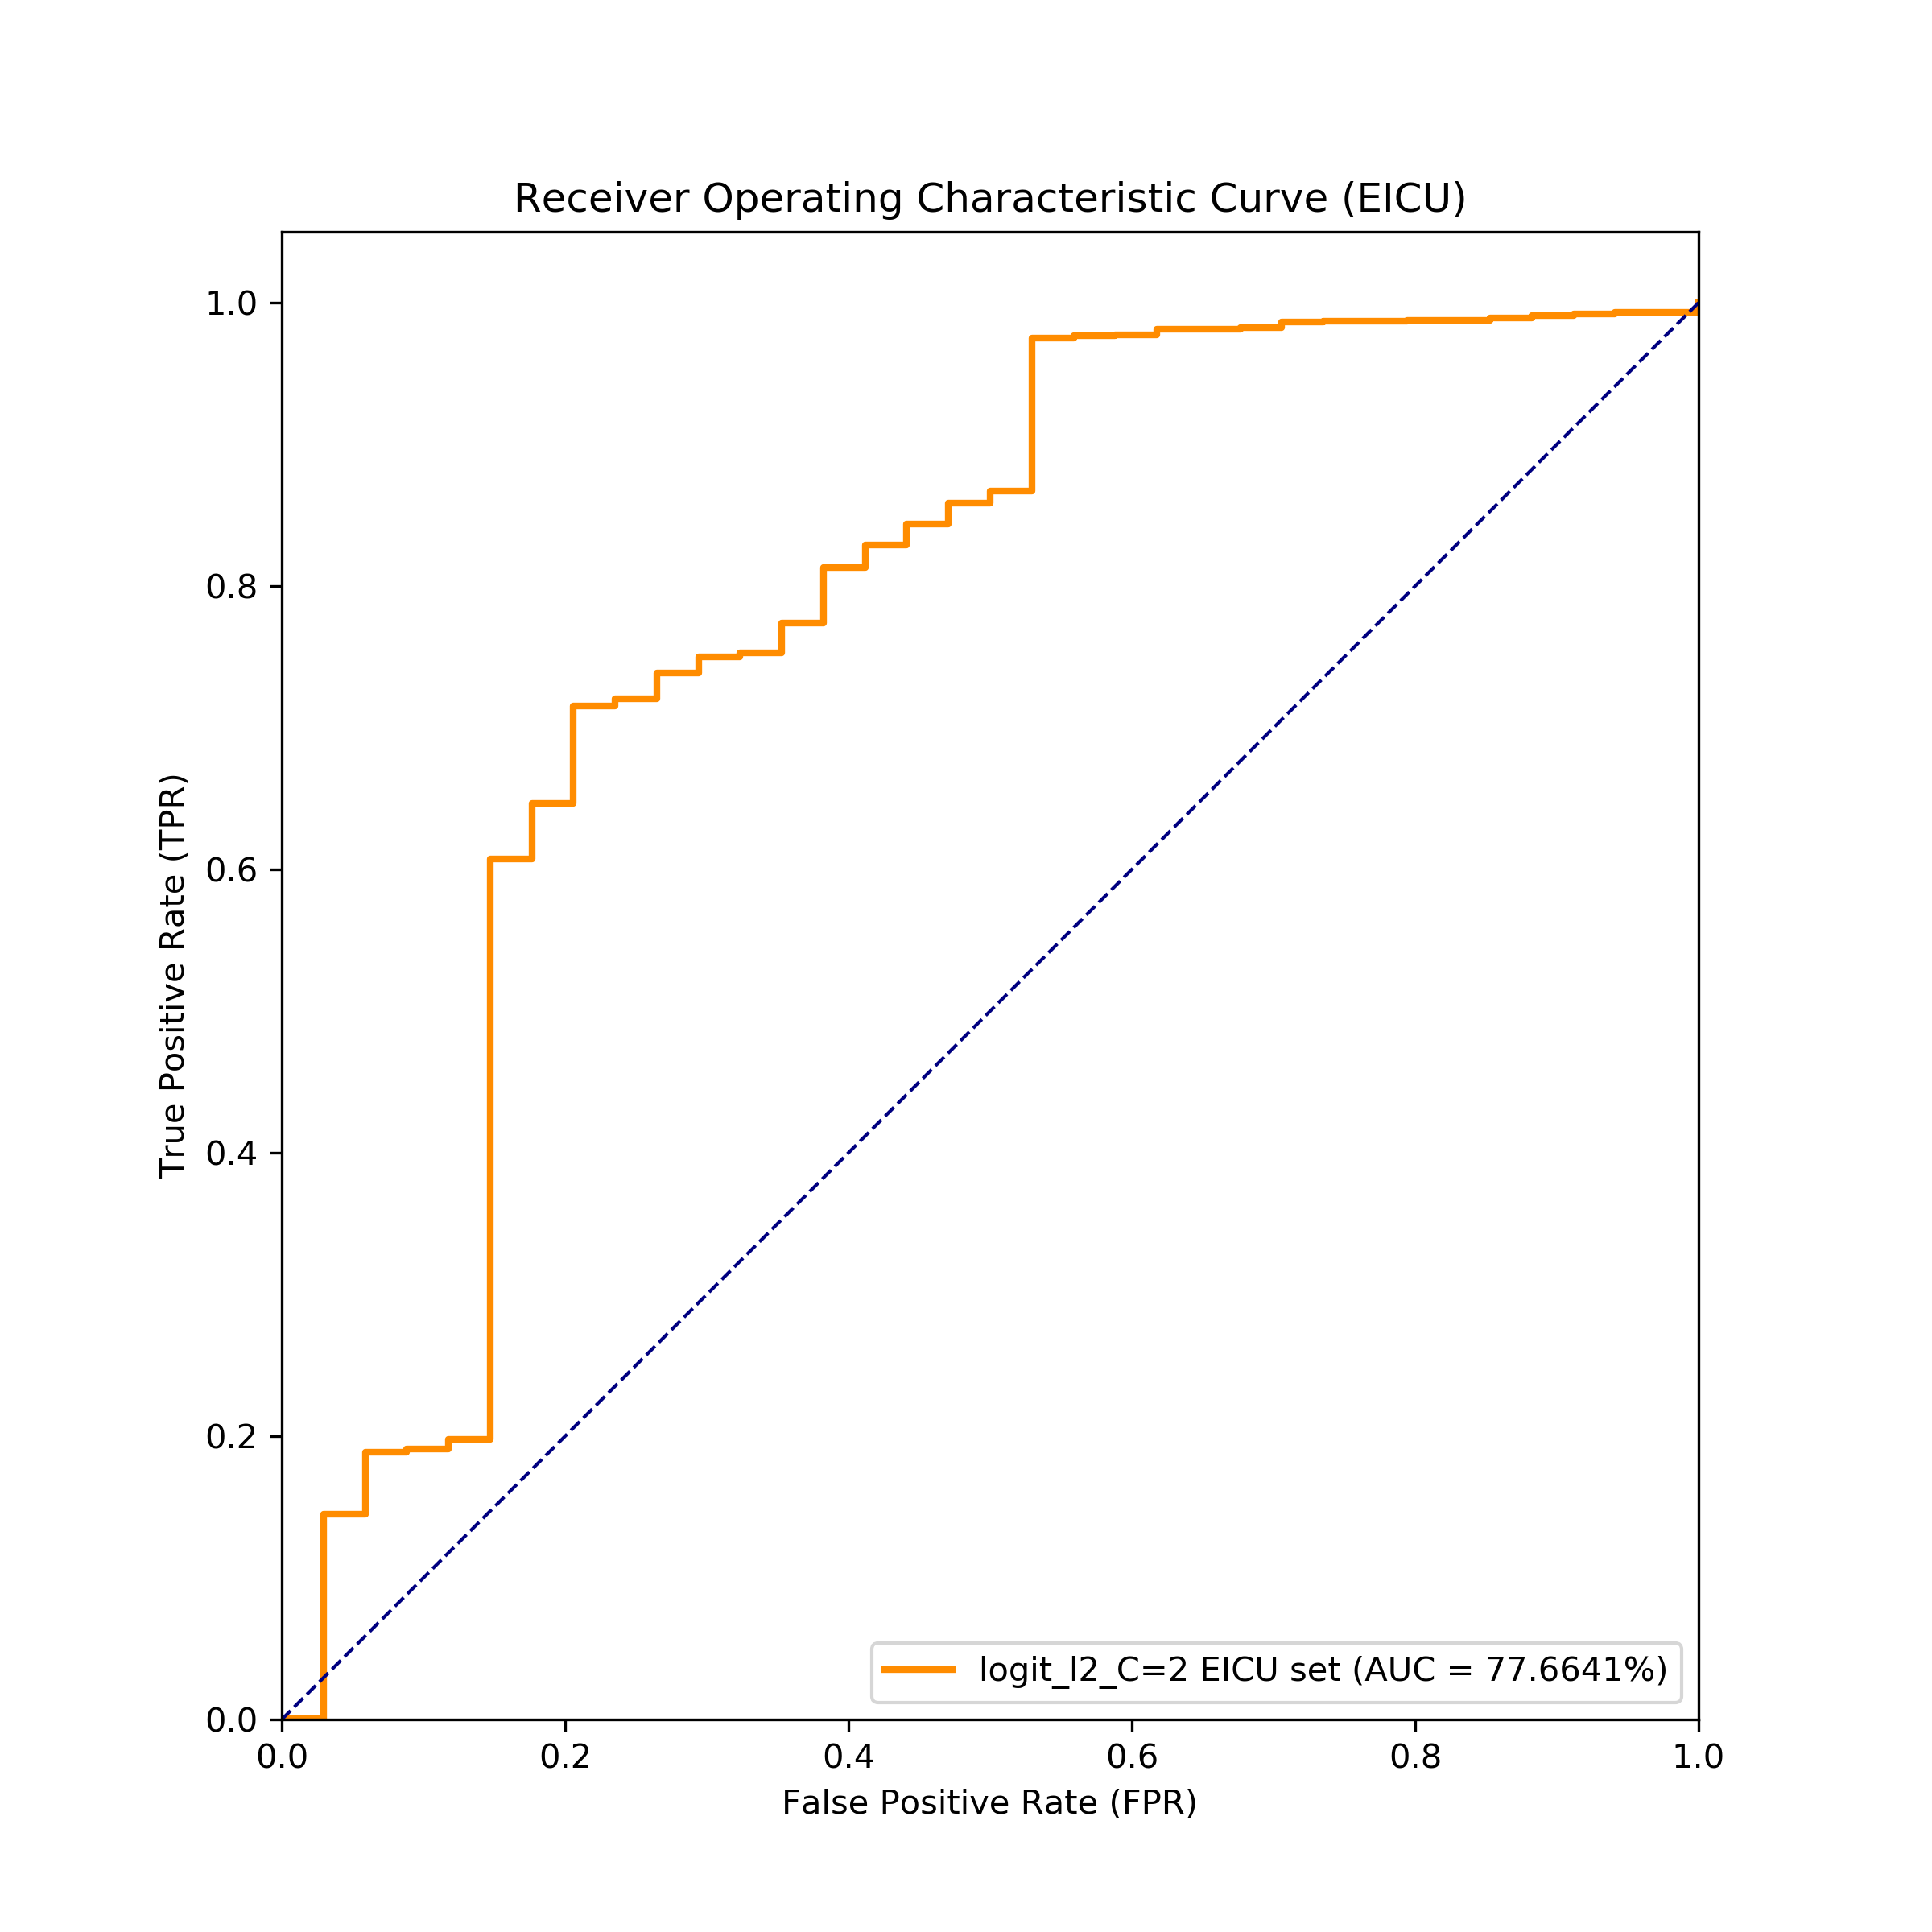 Receiver Operating Characteristic Curve (EICU)
True Positive Rate (TPR)
1.0
0.8
0.6
0.4
0.2
0.0
0.0 0.2 0.4 0.6 0.8 1.0
False Positive Rate (FPR)
logit_l2_C=2 EICU set (AUC = 77.6641%)